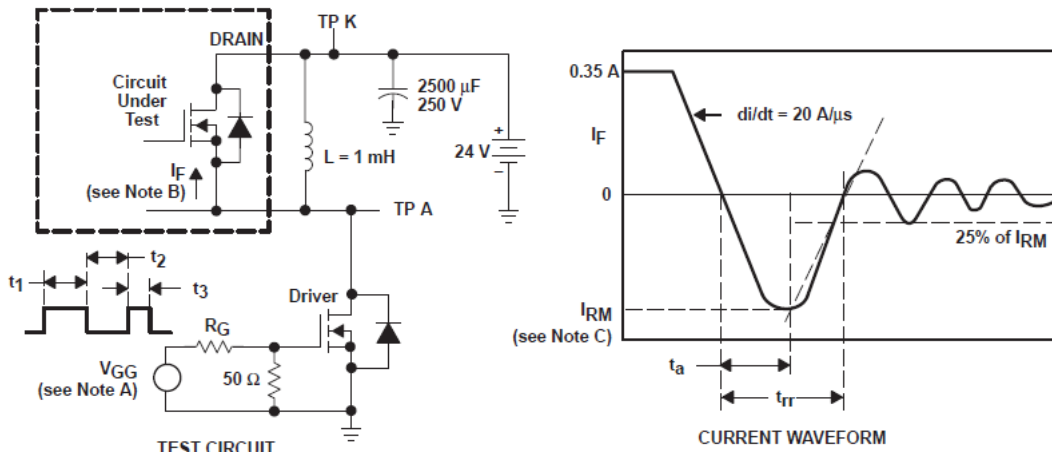 TP K
DRAIN
Circuit
Under
Test
2500 µF
250 V
L = 1 mH
+
24 V
–
IF
(see Note B)
TP A
t2
t1
t3
Driver
RG
VGG
(see Note A)
50 Ω
TEST CIRCUIT
0.35 A
di/dt = 20 A/µs
IF
0
25% of IRM
IRM
(see Note C)
ta
trr
CURRENT WAVEFORM